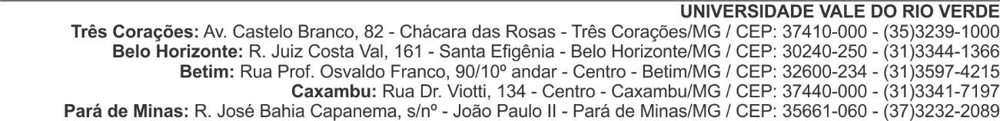 UNIVERSIDADE VALE DO RIO VERDE
Três Corações: Av. Castelo Branco, 82 - Chácara das Rosas - Três Corações/MG / CEP: 37410-000 - (35)3239-1000
Belo Horizonte: R. Juiz Costa Val, 161 - Santa Efigênia - Belo Horizonte/MG / CEP: 30240-250 - (31)3344-1366
Betim: Rua Prof. Osvaldo Franco, 90/10º andar - Centro - Betim/MG / CEP: 32600-234 - (31)3597-4215
Caxambu: Rua Dr. Viotti, 134 - Centro - Caxambu/MG / CEP: 37440-000 - (31)3341-7197
Pará de Minas: R. José Bahia Capanema, s/nº - João Paulo II - Pará de Minas/MG / CEP: 35661-060 - (37)3232-2089